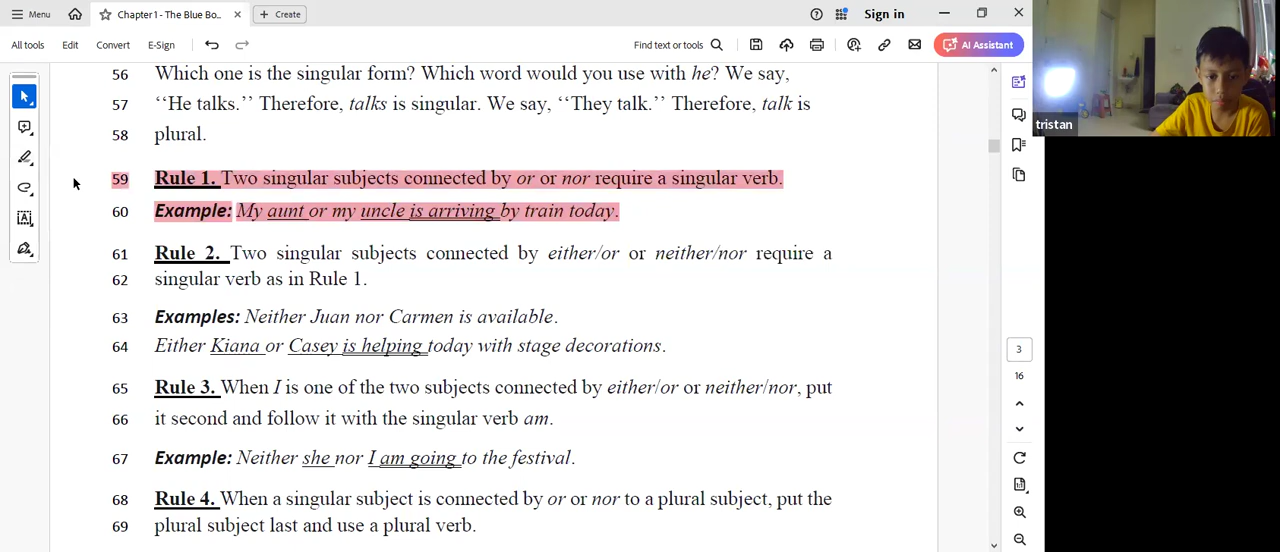 Menu
Chapter 1 - The Blue Bo...
Create
Sign in
All tools
Edit
Convert
E-Sign
Find text or tools
AI Assistant
56 Which one is the singular form? Which word would you use with he? We say,
57 ‘‘He talks.’’ Therefore, talks is singular. We say, ‘‘They talk.’’ Therefore, talk is
58 plural.
59 Rule 1. Two singular subjects connected by or or nor require a singular verb.
60 Example: My aunt or my uncle is arriving by train today.
61 Rule 2. Two singular subjects connected by either/or or neither/nor require a
62 singular verb as in Rule 1.
63 Examples: Neither Juan nor Carmen is available.
64 Either Kiana or Casey is helping today with stage decorations.
65 Rule 3. When I is one of the two subjects connected by either/or or neither/nor, put
66 it second and follow it with the singular verb am.
67 Example: Neither she nor I am going to the festival.
68 Rule 4. When a singular subject is connected by or or nor to a plural subject, put the
69 plural subject last and use a plural verb.
3
16
tristan